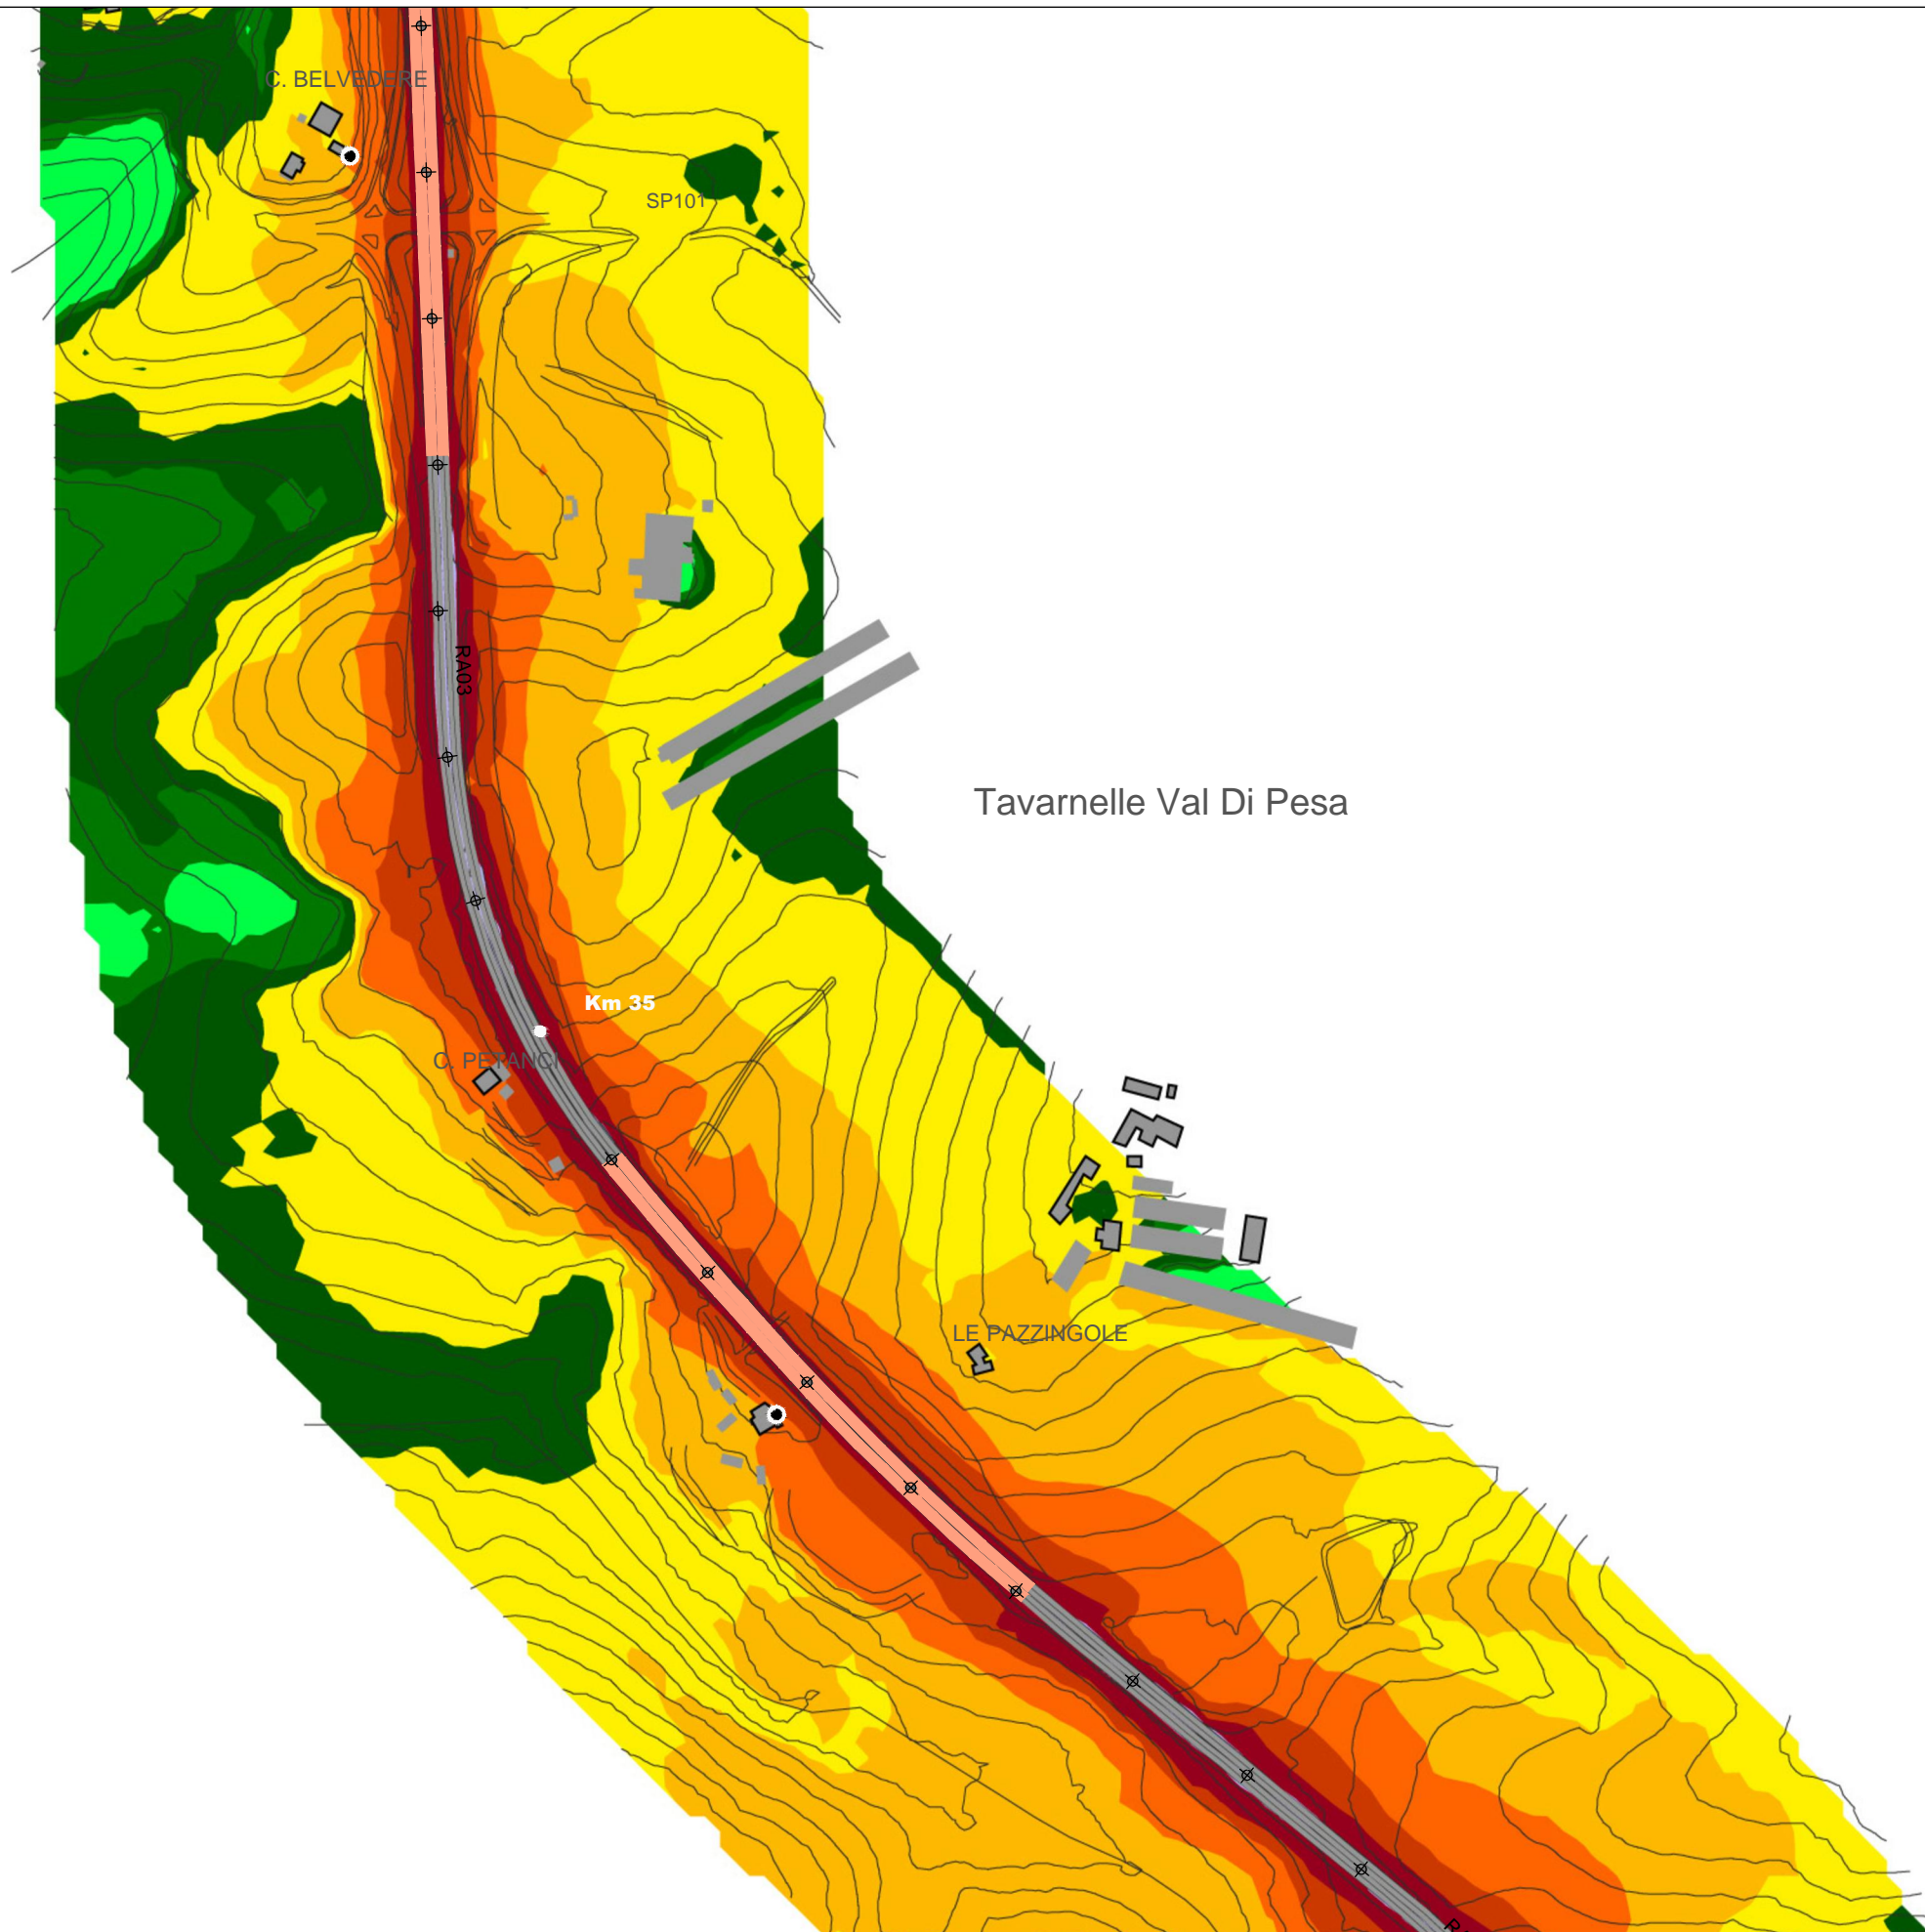 C. BELVEDERE
SP101
RA03
Tavarnelle Val Di Pesa
Km 35
C. PETANCI
LE PAZZINGOLE